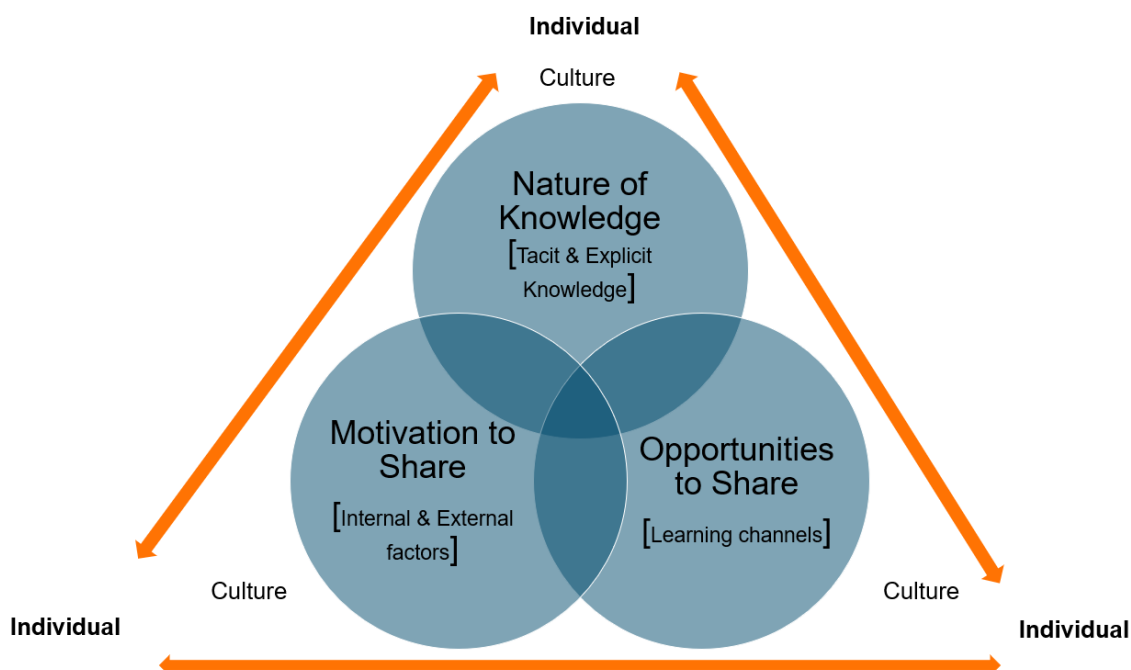 Individual
Culture
Nature of
Knowledge
[Tacit & Explicit
Knowledge]
Motivation to
Share
[Internal & External
factors]
Opportunities
to Share
[Learning channels]
Culture
Culture
Individual
Individual